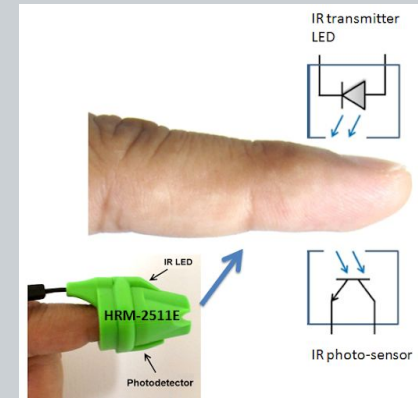 IR transmitter
LED
IR LED
HRM-2511E
Photodetector
IR photo-sensor